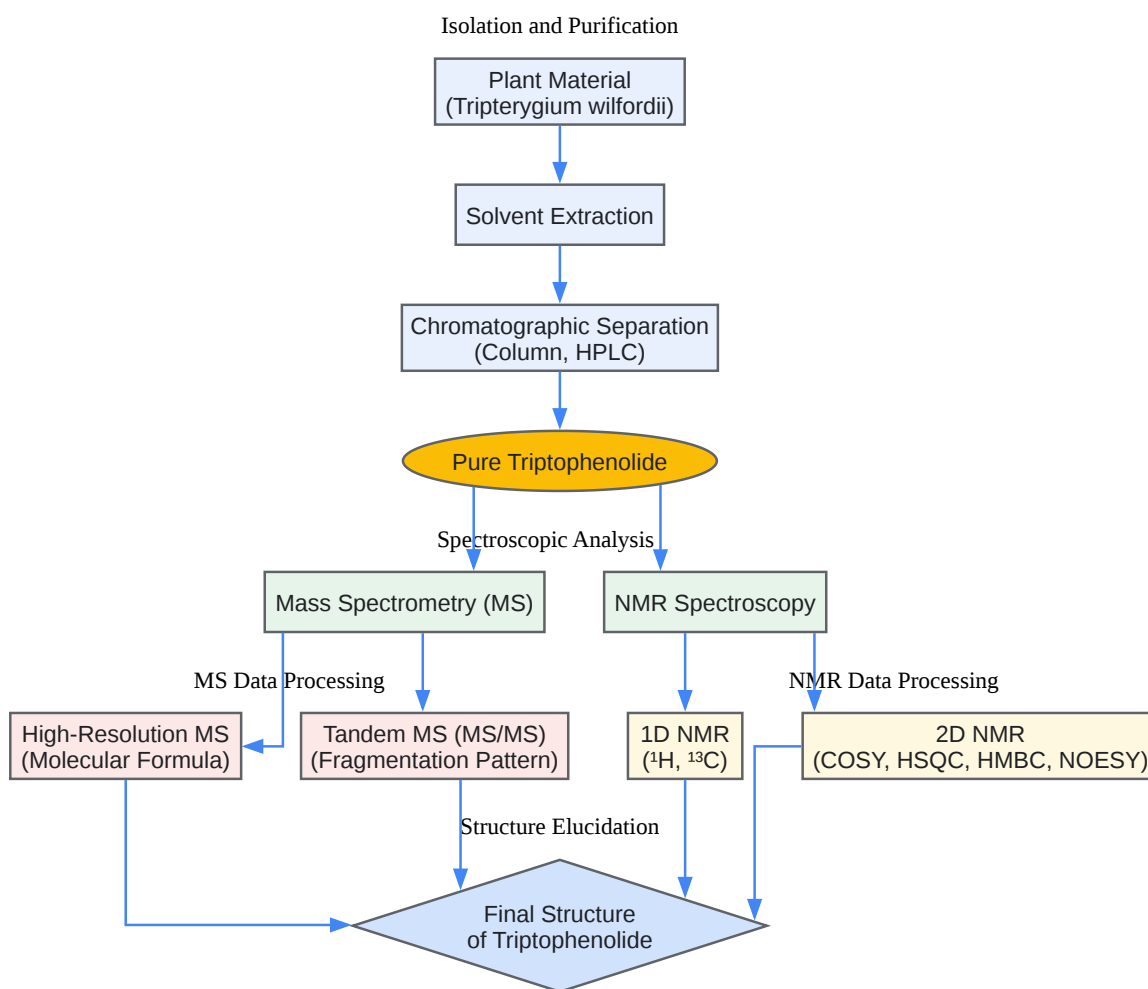 Isolation and Purification
Plant Material
(Tripterygium wilfordii)
Solvent Extraction
Chromatographic Separation
(Column, HPLC)
Pure Triptophenolide
Spectroscopic Analysis
Mass Spectrometry (MS)
NMR Spectroscopy
MS Data Processing
NMR Data Processing
High-Resolution MS
(Molecular Formula)
Tandem MS (MS/MS)
(Fragmentation Pattern)
1D NMR
(¹H, ¹³C)
2D NMR
(COSY, HSQC, HMBC, NOESY)
Structure Elucidation
Final Structure
of Triptophenolide